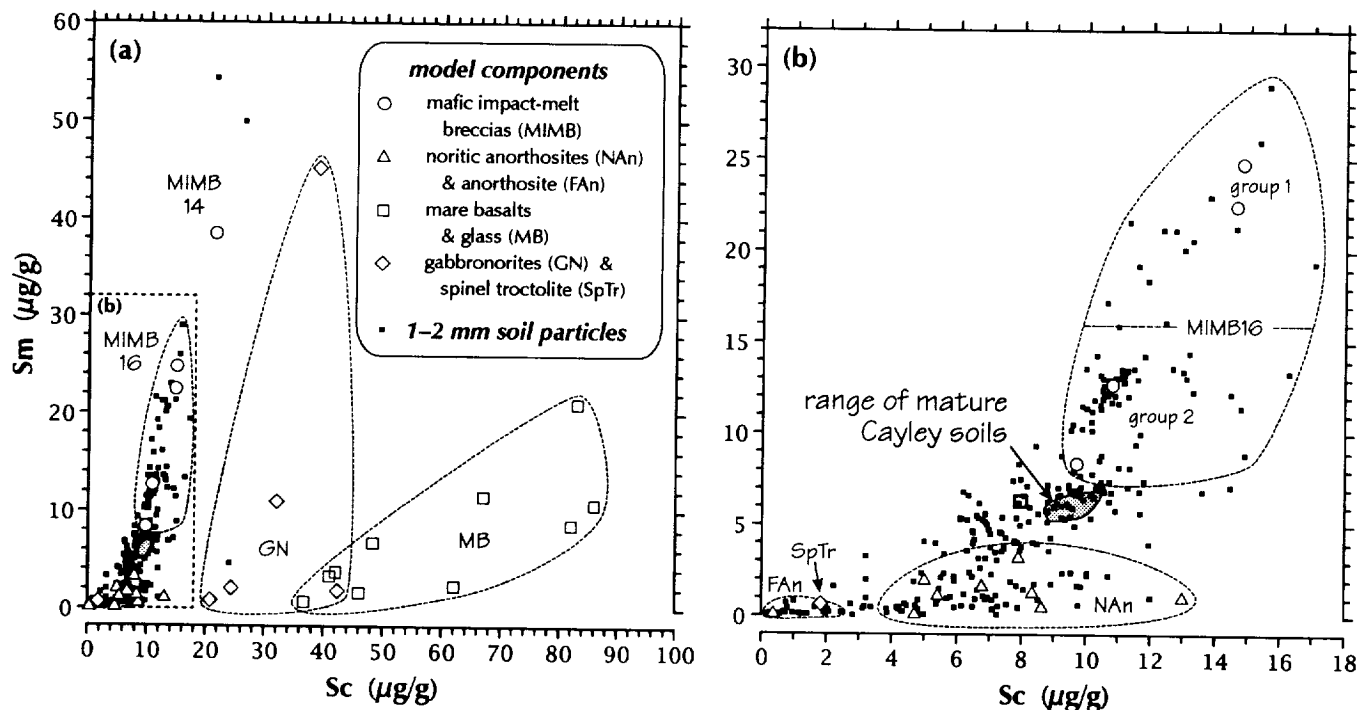 60
50
40
30
20
10
0
Sm (µg/g)
(a)
MIMB
14
(b)
MIMB
16
GN
MB
model components
mafic impact-melt
breccias (MIMB)
noritic anorthosites (NAn)
& anorthosite (FAn)
mare basalts
& glass (MB)
gabbronorites (GN) &
spinel troctolite (SpTr)
1–2 mm soil particles
0 10 20 30 40 50 60 70 80 90 100
Sc (µg/g)
(b)
30
25
20
15
10
5
0
group 1
MIMB16
group 2
range of mature
Cayley soils
SpTr
FAn
NAn
0 2 4 6 8 10 12 14 16 18
Sc (µg/g)